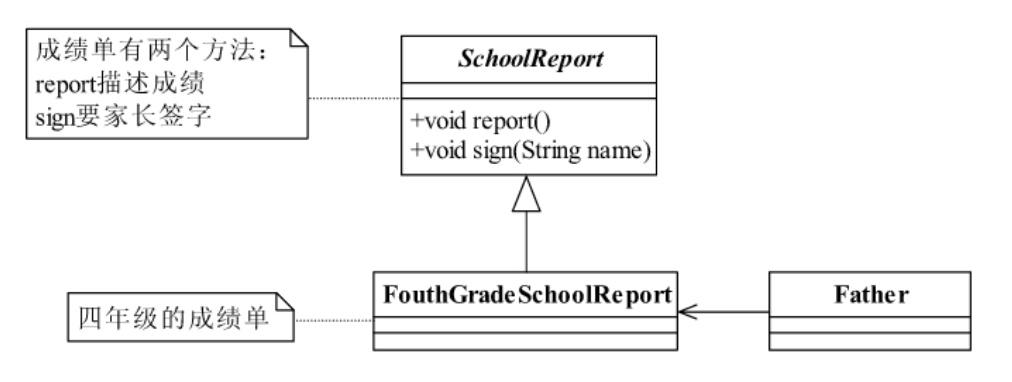 成绩单有两个方法：
report描述成绩
sign要家长签字
SchoolReport
+void report()
+void sign(String name)
四年级的成绩单
FouthGradeSchoolReport
Father